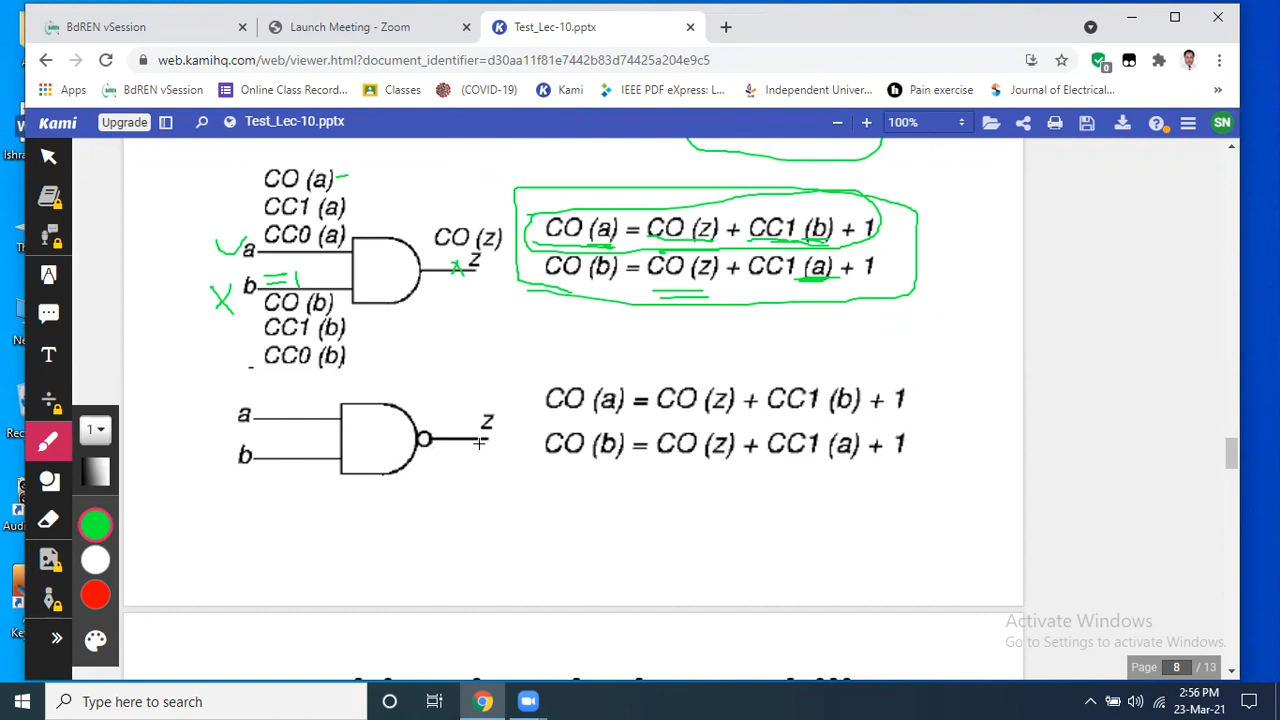 BdREN vSession
Launch Meeting - Zoom
Test_Lec-10.pptx
web.kamihq.com/web/viewer.html?document_identifier=d30aa11f81e7442b83d74425a204e9c5
Apps
BdREN vSession
Online Class Record...
Classes
(COVID-19)
Kami
IEEE PDF eXpress: L...
Independent Univer...
Pain exercise
Journal of Electrical...
»
Kami
Upgrade
Test_Lec-10.pptx
100%
SN
CO (a)
CC1 (a)
CC0 (a)
a
b
= 1
CO (b)
CC1 (b)
CC0 (b)
CO (z)
z
CO (a) = CO (z) + CC1 (b) + 1
CO (b) = CO (z) + CC1 (a) + 1
a
b
z
CO (a) = CO (z) + CC1 (b) + 1
CO (b) = CO (z) + CC1 (a) + 1
1
Activate Windows
Go to Settings to activate Windows.
Page 8 / 13
Type here to search
2:56 PM
23-Mar-21